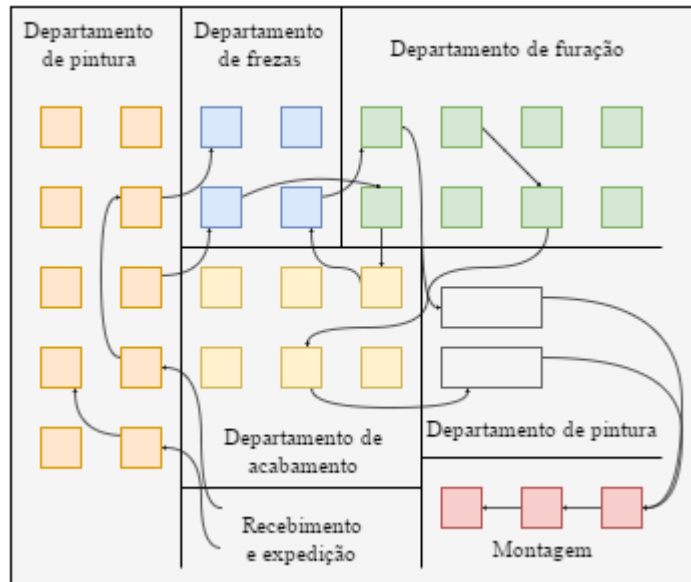 Departamento
de pintura
Departamento
de frezas
Departamento de furação
Departamento de
acabamento
Departamento de pintura
Recebimento
e expedição
Montagem